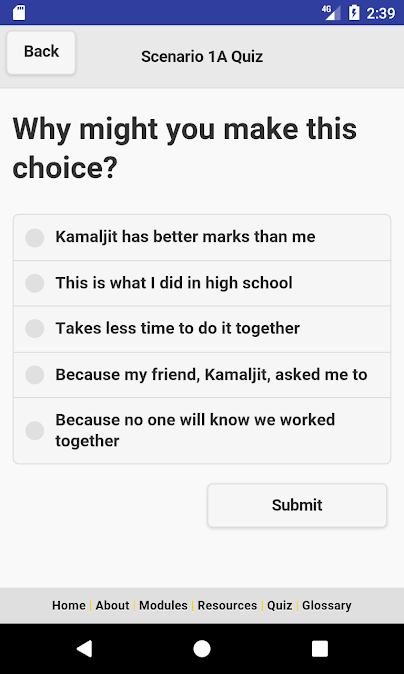 4G 2:39
Back
Scenario 1A Quiz
Why might you make this
choice?
Kamaljit has better marks than me
This is what I did in high school
Takes less time to do it together
Because my friend, Kamaljit, asked me to
Because no one will know we worked
together
Submit
Home | About | Modules | Resources | Quiz | Glossary